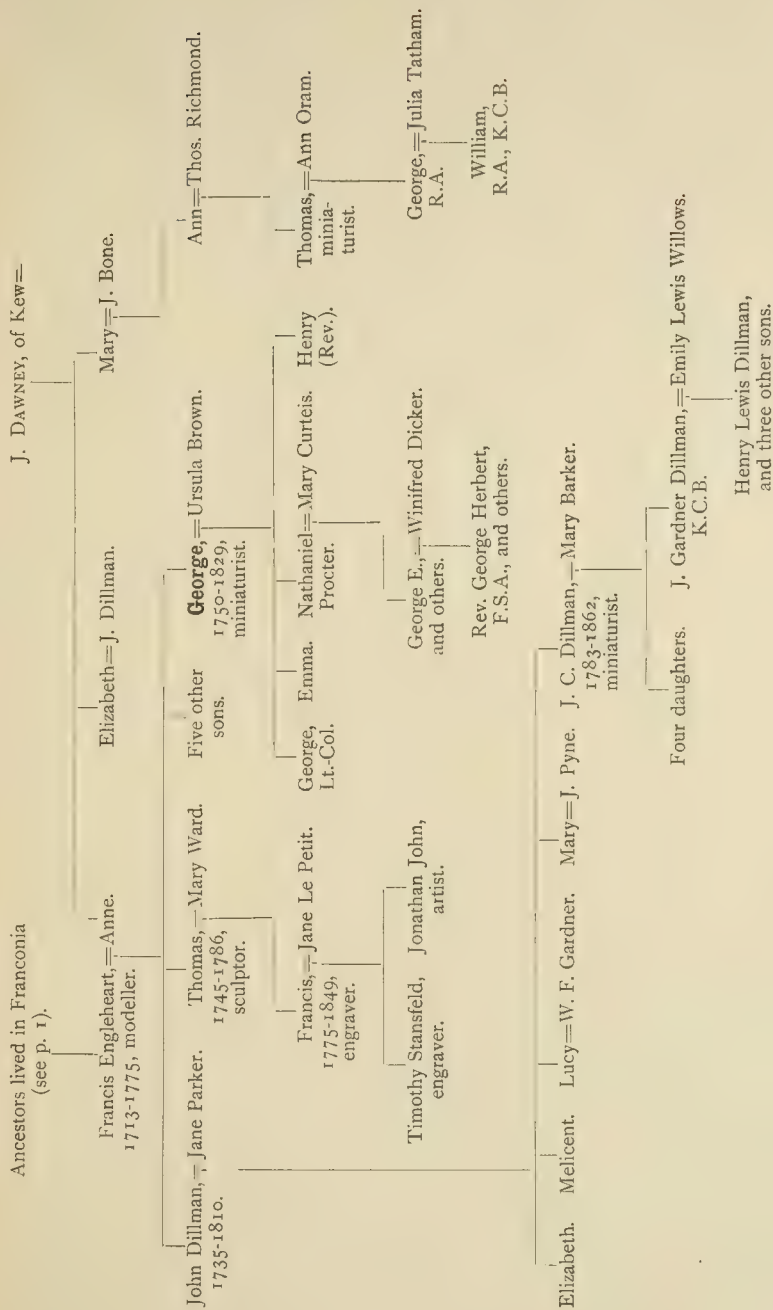 Ancestors lived in Franconia
(see p. 1).
J. DAWNEY, of Kew=
Francis Engleheart,=Anne.
1713-1775, modeller.
Elizabeth=J. Dillman.
Mary=J. Bone.
John Dillman,=Jane Parker.
1735-1810.
Thomas,=Mary Ward.
1745-1786,
sculptor.
Five other
sons.
George,=Ursula Brown.
1750-1829,
miniaturist.
Ann=Thos. Richmond.
Francis,=Jane Le Petit.
1775-1849,
engraver.
George,
Lt.-Col.
Emma.
Nathaniel=Mary Curteis.
Procter.
Henry
(Rev.).
Thomas,=Ann Oram.
minia-
turist.
Timothy Stansfeld,
engraver.
Jonathan John,
artist.
George E.,=Winifred Dicker.
and others.
George,=Julia Tatham.
R.A.
Rev. George Herbert,
F.S.A., and others.
William,
R.A., K.C.B.
Elizabeth.
Melicent.
Lucy=W. F. Gardner.
Mary=J. Pyne.
J. C. Dillman,=Mary Barker.
1783-1862,
miniaturist.
Four daughters.
J. Gardner Dillman,=Emily Lewis Willows.
K.C.B.
Henry Lewis Dillman,
and three other sons.